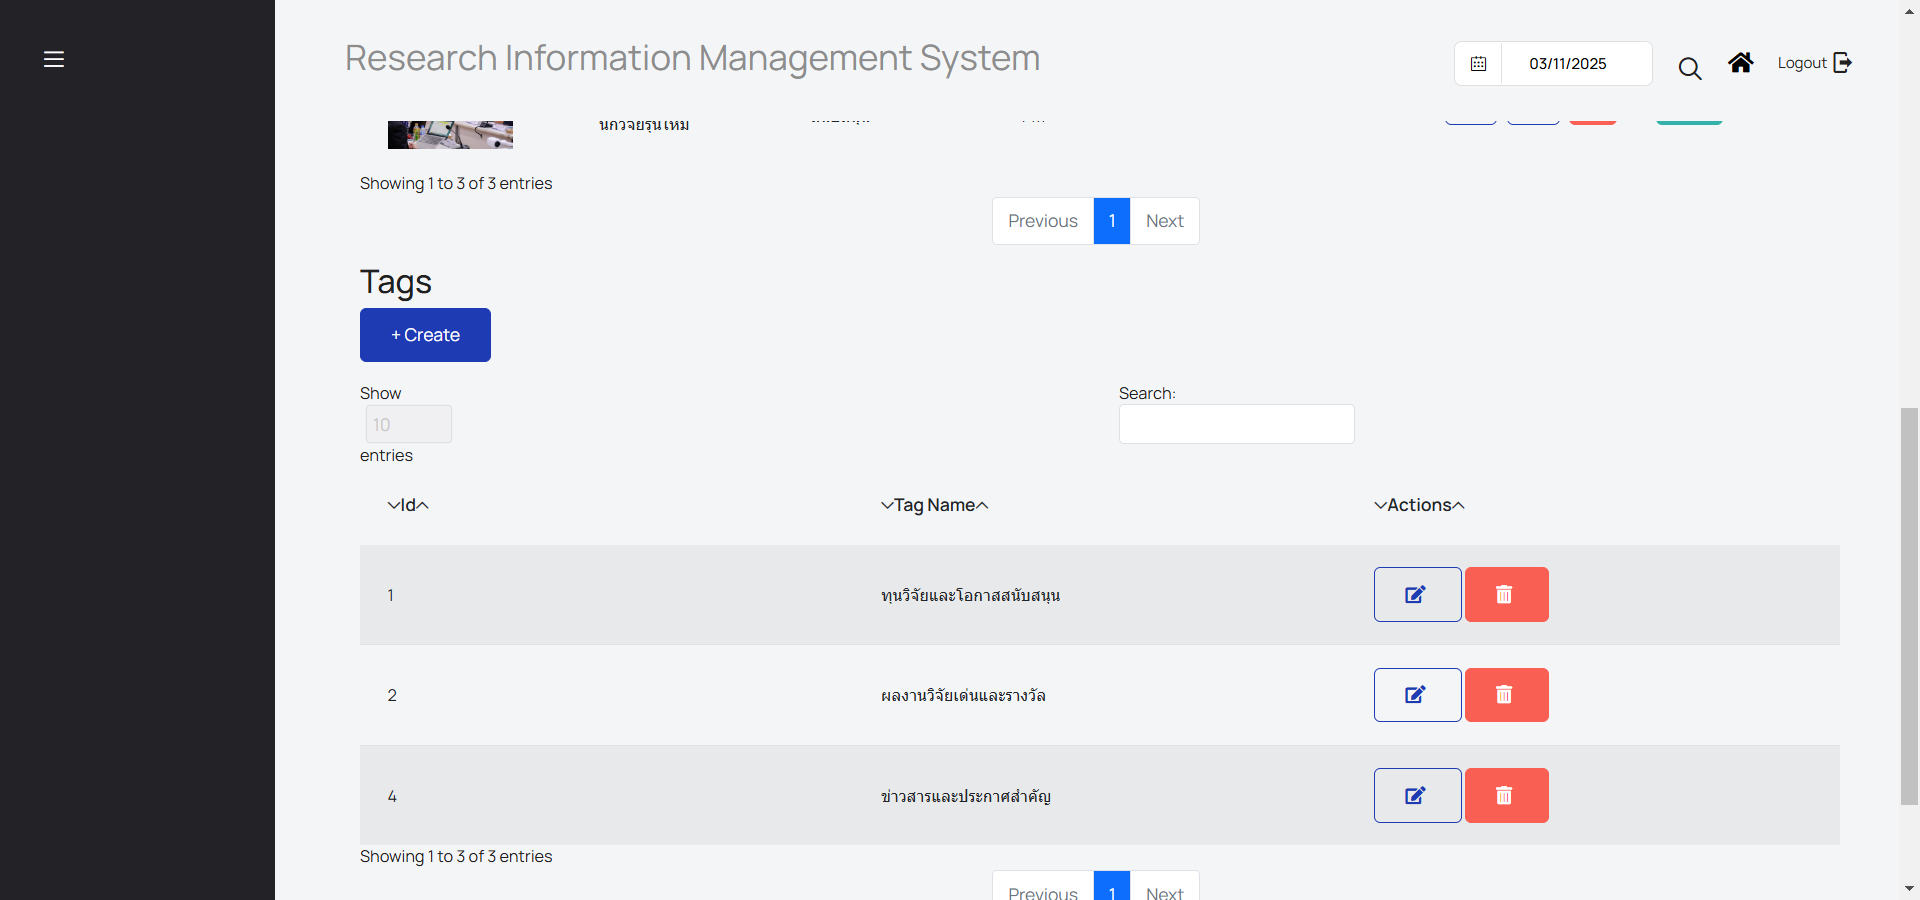 Research Information Management System
03/11/2025
Logout
นักวิจัยรุ่นใหม่
Showing 1 to 3 of 3 entries
Previous 1 Next
Tags
+ Create
Show
10
entries
Search:
Id Tag Name Actions
1 ทุนวิจัยและโอกาสสนับสนุน
2 ผลงานวิจัยเด่นและรางวัล
4 ข่าวสารและประกาศสำคัญ
Showing 1 to 3 of 3 entries
Previous 1 Next